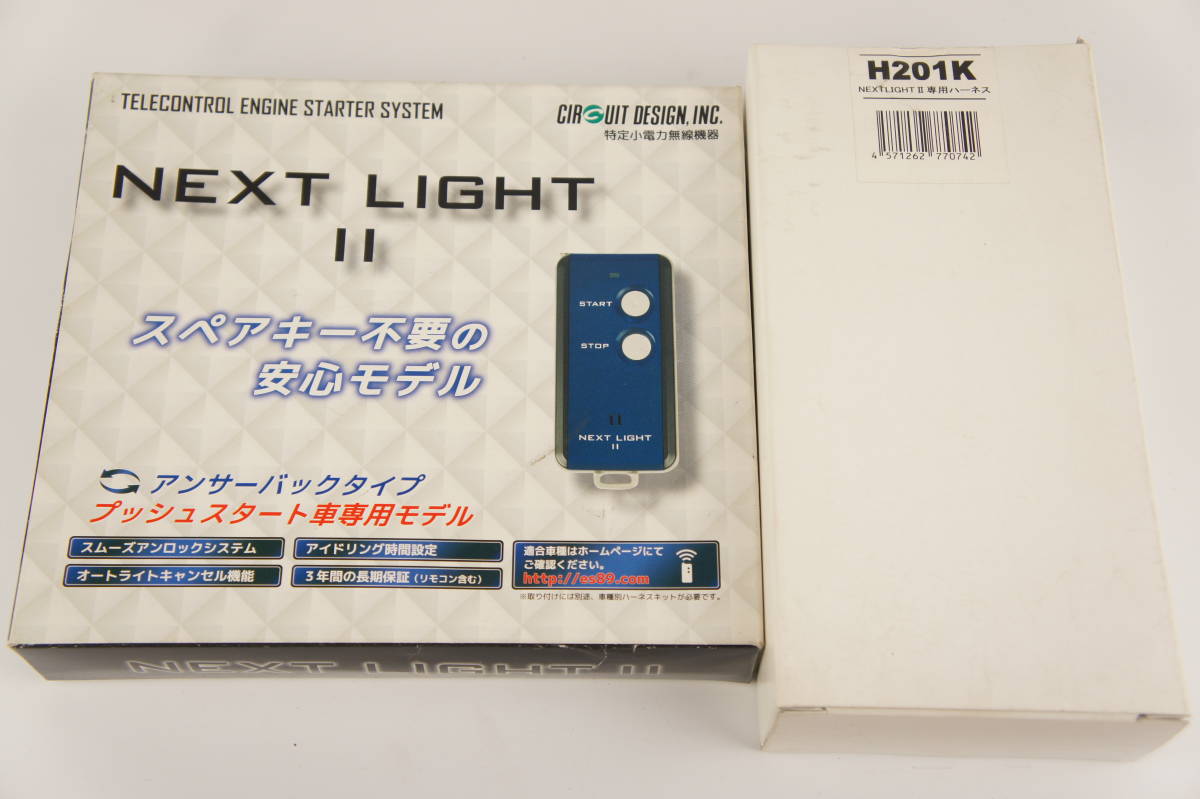 TELECONTROL ENGINE STARTER SYSTEM
CIRCUIT DESIGN, INC.
特定小電力無線機器
NEXT LIGHT
II
スペアキー不要の
安心モデル
START
STOP
NEXT LIGHT
II
アンサーバックタイプ
プッシュスタート車専用モデル
スムーズアンロックシステム
アイドリング時間設定
オートライトキャンセル機能
3年間の長期保証(リモコン含む)
適合車種はホームページにて
ご確認ください。
http://es89.com
※取り付けには別途、車種別ハーネスキットが必要です。
NEXT LIGHT II
H201K
NEXTLIGHT II 専用ハーネス
4 571262 770742